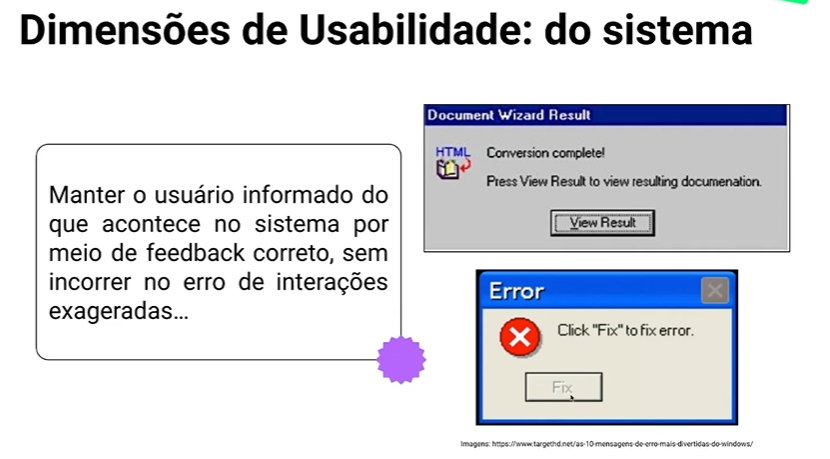 Dimensões de Usabilidade: do sistema
Manter o usuário informado do
que acontece no sistema por
meio de feedback correto, sem
incorrer no erro de interações
exageradas...
Document Wizard Result
HTML
Conversion complete!
Press View Result to view resulting documenation.
View Result
Error
Click "Fix" to fix error.
Fix
Imagens: https://www.targethd.net/as-10-mensagens-de-erro-mais-divertidas-do-windows/